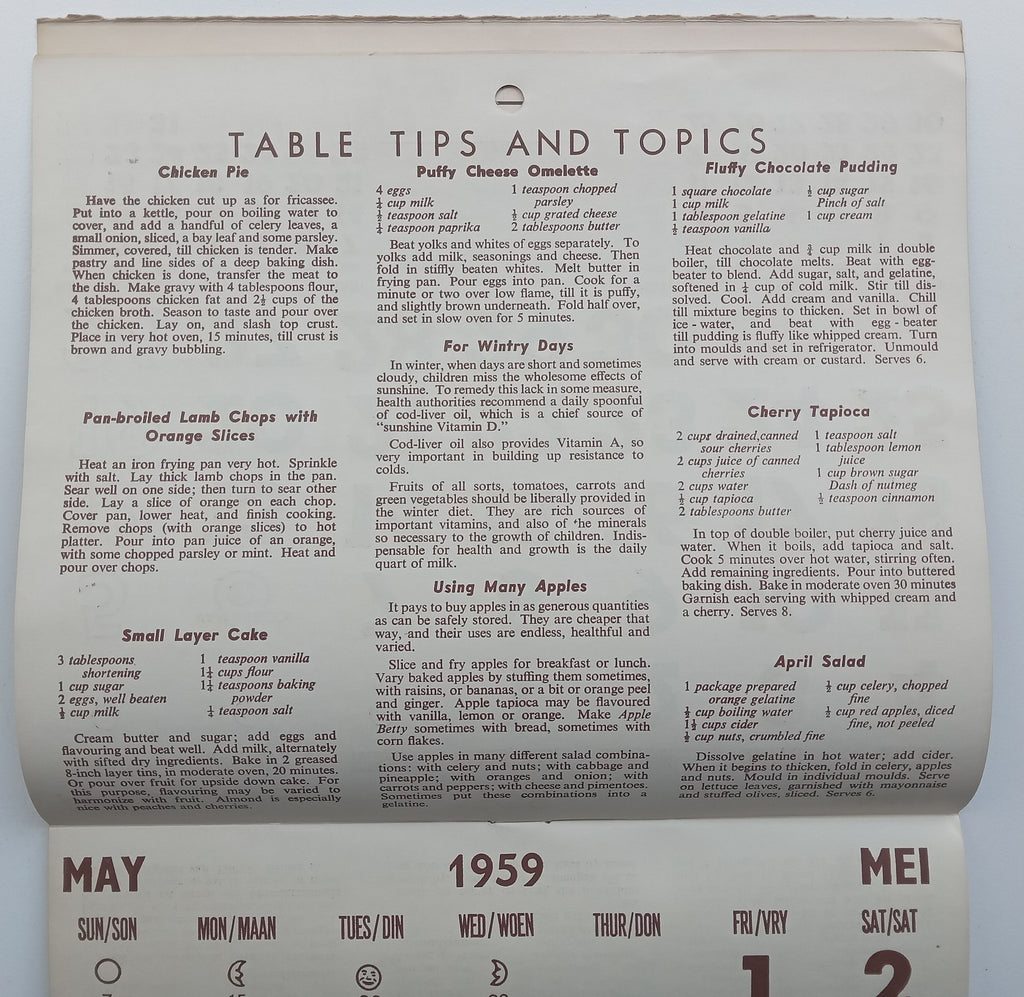 TABLE TIPS AND TOPICS
Chicken Pie
Have the chicken cut up as for fricassee.
Put into a kettle, pour on boiling water to
cover, and add a handful of celery leaves, a
small onion, sliced, a bay leaf and some parsley.
Simmer, covered, till chicken is tender. Make
pastry and line sides of a deep baking dish.
When chicken is done, transfer the meat to
the dish. Make gravy with 4 tablespoons flour,
4 tablespoons chicken fat and 2½ cups of the
chicken broth. Season to taste and pour over
the chicken. Lay on, and slash top crust.
Place in very hot oven, 15 minutes, till crust is
brown and gravy bubbling.
Pan-broiled Lamb Chops with
Orange Slices
Heat an iron frying pan very hot. Sprinkle
with salt. Lay thick lamb chops in the pan.
Sear well on one side; then turn to sear other
side. Lay a slice of orange on each chop.
Cover pan, lower heat, and finish cooking.
Remove chops (with orange slices) to hot
platter. Pour into pan juice of an orange,
with some chopped parsley or mint. Heat and
pour over chops.
Small Layer Cake
3 tablespoons
shortening
1 cup sugar
2 eggs, well beaten
cup milk
1 teaspoon vanilla
1¼ cups flour
1¼ teaspoons baking
powder
¼ teaspoon salt
Cream butter and sugar; add eggs and
flavouring and beat well. Add milk, alternately
with sifted dry ingredients. Bake in 2 greased
8-inch layer tins, in moderate oven, 20 minutes.
Or pour over fruit for upside down cake. For
this purpose, flavouring may be varied to
harmonize with fruit. Almond is especially
nice with peaches and cherries.
Puffy Cheese Omelette
4 eggs
¼ cup milk
½ teaspoon salt
¼ teaspoon paprika
1 teaspoon chopped
parsley
½ cup grated cheese
2 tablespoons butter
Beat yolks and whites of eggs separately. To
yolks add milk, seasonings and cheese. Then
fold in stiffly beaten whites. Melt butter in
frying pan. Pour eggs into pan. Cook for a
minute or two over low flame, till it is puffy,
and slightly brown underneath. Fold half over,
and set in slow oven for 5 minutes.
For Wintry Days
In winter, when days are short and sometimes
cloudy, children miss the wholesome effects of
sunshine. To remedy this lack in some measure,
health authorities recommend a daily spoonful
of cod-liver oil, which is a chief source of
"sunshine Vitamin D."
Cod-liver oil also provides Vitamin A, so
very important in building up resistance to
colds.
Fruits of all sorts, tomatoes, carrots and
green vegetables should be liberally provided in
the winter diet. They are rich sources of
important vitamins, and also of the minerals
so necessary to the growth of children. Indis-
pensable for health and growth is the daily
quart of milk.
Using Many Apples
It pays to buy apples in as generous quantities
as can be safely stored. They are cheaper that
way, and their uses are endless, healthful and
varied.
Slice and fry apples for breakfast or lunch.
Vary baked apples by stuffing them sometimes,
with raisins, or bananas, or a bit or orange peel
and ginger. Apple tapioca may be flavoured
with vanilla, lemon or orange. Make Apple
Betty sometimes with bread, sometimes with
corn flakes.
Use apples in many different salad combina-
tions: with celery and nuts; with cabbage and
pineapple; with oranges and onion; with
carrots and peppers; with cheese and pimentoes.
Sometimes put these combinations into a
gelatine.
Fluffy Chocolate Pudding
1 square chocolate
1 cup milk
1 tablespoon gelatine
½ teaspoon vanilla
½ cup sugar
Pinch of salt
1 cup cream
Heat chocolate and ¾ cup milk in double
boiler, till chocolate melts. Beat with egg-
beater to blend. Add sugar, salt, and gelatine,
softened in ¼ cup of cold milk. Stir till dis-
solved. Cool. Add cream and vanilla. Chill
till mixture begins to thicken. Set in bowl of
ice - water, and beat with egg - beater
till pudding is fluffy like whipped cream. Turn
into moulds and set in refrigerator. Unmould
and serve with cream or custard. Serves 6.
Cherry Tapioca
2 cups drained, canned
sour cherries
2 cups juice of canned
cherries
2 cups water
½ cup tapioca
2 tablespoons butter
1 teaspoon salt
1 tablespoon lemon
juice
1 cup brown sugar
Dash of nutmeg
½ teaspoon cinnamon
In top of double boiler, put cherry juice and
water. When it boils, add tapioca and salt.
Cook 5 minutes over hot water, stirring often.
Add remaining ingredients. Pour into buttered
baking dish. Bake in moderate oven 30 minutes
Garnish each serving with whipped cream and
a cherry. Serves 8.
April Salad
1 package prepared
orange gelatine
½ cup boiling water
1½ cups cider
½ cup nuts, crumbled fine
½ cup celery, chopped
fine
½ cup red apples, diced
fine, not peeled
Dissolve gelatine in hot water; add cider.
When it begins to thicken, fold in celery, apples
and nuts. Mould in individual moulds. Serve
on lettuce leaves, garnished with mayonnaise
and stuffed olives, sliced. Serves 6.
MAY 1959 MEI
SUN/SON MON/MAAN TUES/DIN WED/WOEN THUR/DON FRI/VRY SAT/SAT
1 2